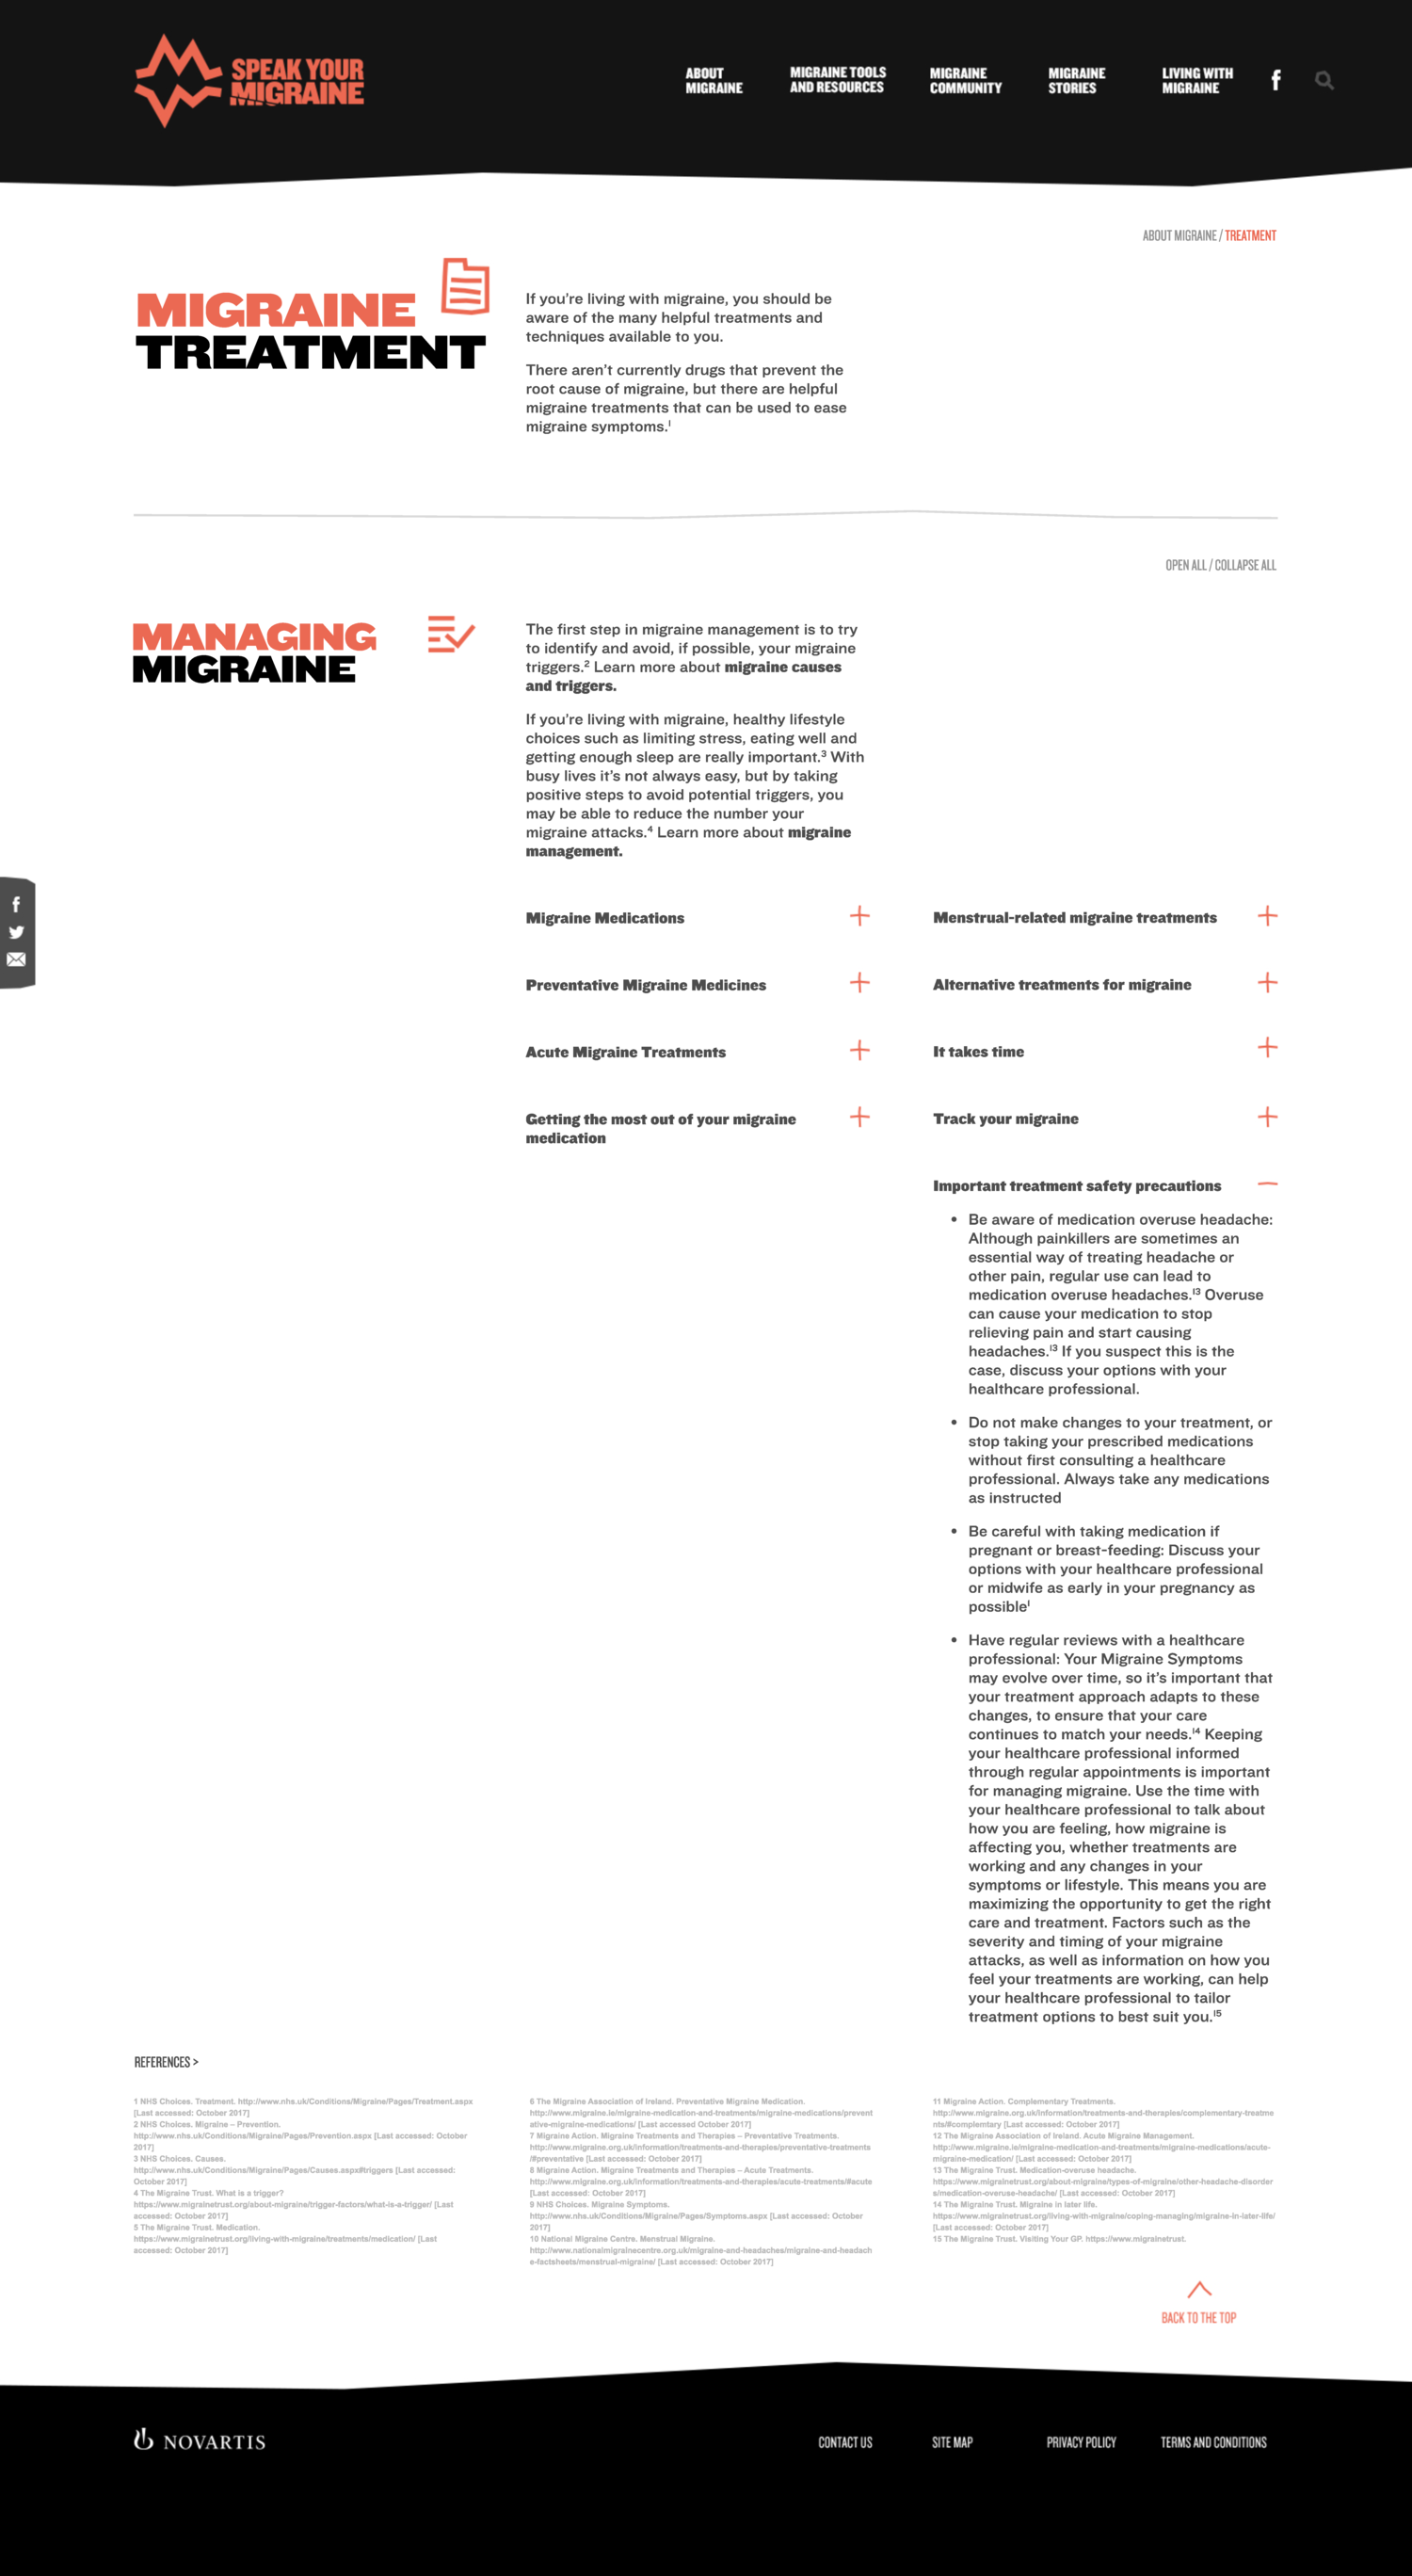 SPEAK YOUR
MIGRAINE
ABOUT
MIGRAINE
MIGRAINE TOOLS
AND RESOURCES
MIGRAINE
COMMUNITY
MIGRAINE
STORIES
LIVING WITH
MIGRAINE
ABOUT MIGRAINE / TREATMENT
MIGRAINE
TREATMENT
If you're living with migraine, you should be
aware of the many helpful treatments and
techniques available to you.
There aren't currently drugs that prevent the
root cause of migraine, but there are helpful
migraine treatments that can be used to ease
migraine symptoms.¹
OPEN ALL / COLLAPSE ALL
MANAGING
MIGRAINE
The first step in migraine management is to try
to identify and avoid, if possible, your migraine
triggers.² Learn more about migraine causes
and triggers.
If you're living with migraine, healthy lifestyle
choices such as limiting stress, eating well and
getting enough sleep are really important.³ With
busy lives it's not always easy, but by taking
positive steps to avoid potential triggers, you
may be able to reduce the number your
migraine attacks.⁴ Learn more about migraine
management.
Migraine Medications
Preventative Migraine Medicines
Acute Migraine Treatments
Getting the most out of your migraine
medication
Menstrual-related migraine treatments
Alternative treatments for migraine
It takes time
Track your migraine
Important treatment safety precautions
• Be aware of medication overuse headache:
Although painkillers are sometimes an
essential way of treating headache or
other pain, regular use can lead to
medication overuse headaches.¹³ Overuse
can cause your medication to stop
relieving pain and start causing
headaches.¹³ If you suspect this is the
case, discuss your options with your
healthcare professional.
• Do not make changes to your treatment, or
stop taking your prescribed medications
without first consulting a healthcare
professional. Always take any medications
as instructed
• Be careful with taking medication if
pregnant or breast-feeding: Discuss your
options with your healthcare professional
or midwife as early in your pregnancy as
possible¹
• Have regular reviews with a healthcare
professional: Your Migraine Symptoms
may evolve over time, so it's important that
your treatment approach adapts to these
changes, to ensure that your care
continues to match your needs.¹⁴ Keeping
your healthcare professional informed
through regular appointments is important
for managing migraine. Use the time with
your healthcare professional to talk about
how you are feeling, how migraine is
affecting you, whether treatments are
working and any changes in your
symptoms or lifestyle. This means you are
maximizing the opportunity to get the right
care and treatment. Factors such as the
severity and timing of your migraine
attacks, as well as information on how you
feel your treatments are working, can help
your healthcare professional to tailor
treatment options to best suit you.¹⁵
REFERENCES >
1 NHS Choices. Treatment. http://www.nhs.uk/Conditions/Migraine/Pages/Treatment.aspx
[Last accessed: October 2017]
2 NHS Choices. Migraine – Prevention.
http://www.nhs.uk/Conditions/Migraine/Pages/Prevention.aspx [Last accessed: October
2017]
3 NHS Choices. Causes.
http://www.nhs.uk/Conditions/Migraine/Pages/Causes.aspx#triggers [Last accessed:
October 2017]
4 The Migraine Trust. What is a trigger?
https://www.migrainetrust.org/about-migraine/trigger-factors/what-is-a-trigger/ [Last
accessed: October 2017]
5 The Migraine Trust. Medication.
https://www.migrainetrust.org/living-with-migraine/treatments/medication/ [Last
accessed: October 2017]
6 The Migraine Association of Ireland. Preventative Migraine Medication.
http://www.migraine.ie/migraine-medication-and-treatments/migraine-medications/prevent
ative-migraine-medications/ [Last accessed October 2017]
7 Migraine Action. Migraine Treatments and Therapies – Preventative Treatments.
http://www.migraine.org.uk/information/treatments-and-therapies/preventative-treatments
/#preventative [Last accessed: October 2017]
8 Migraine Action. Migraine Treatments and Therapies – Acute Treatments.
http://www.migraine.org.uk/information/treatments-and-therapies/acute-treatments/#acute
[Last accessed: October 2017]
9 NHS Choices. Migraine Symptoms.
http://www.nhs.uk/Conditions/Migraine/Pages/Symptoms.aspx [Last accessed: October
2017]
10 National Migraine Centre. Menstrual Migraine.
http://www.nationalmigrainecentre.org.uk/migraine-and-headaches/migraine-and-headach
e-factsheets/menstrual-migraine/ [Last accessed: October 2017]
11 Migraine Action. Complementary Treatments.
http://www.migraine.org.uk/information/treatments-and-therapies/complementary-treatme
nts/#complemtary [Last accessed: October 2017]
12 The Migraine Association of Ireland. Acute Migraine Management.
http://www.migraine.ie/migraine-medication-and-treatments/migraine-medications/acute-
migraine-medication/ [Last accessed: October 2017]
13 The Migraine Trust. Medication-overuse headache.
https://www.migrainetrust.org/about-migraine/types-of-migraine/other-headache-disorder
s/medication-overuse-headache/ [Last accessed: October 2017]
14 The Migraine Trust. Migraine in later life.
https://www.migrainetrust.org/living-with-migraine/coping-managing/migraine-in-later-life/
[Last accessed: October 2017]
15 The Migraine Trust. Visiting Your GP. https://www.migrainetrust.
BACK TO THE TOP
NOVARTIS
CONTACT US
SITE MAP
PRIVACY POLICY
TERMS AND CONDITIONS